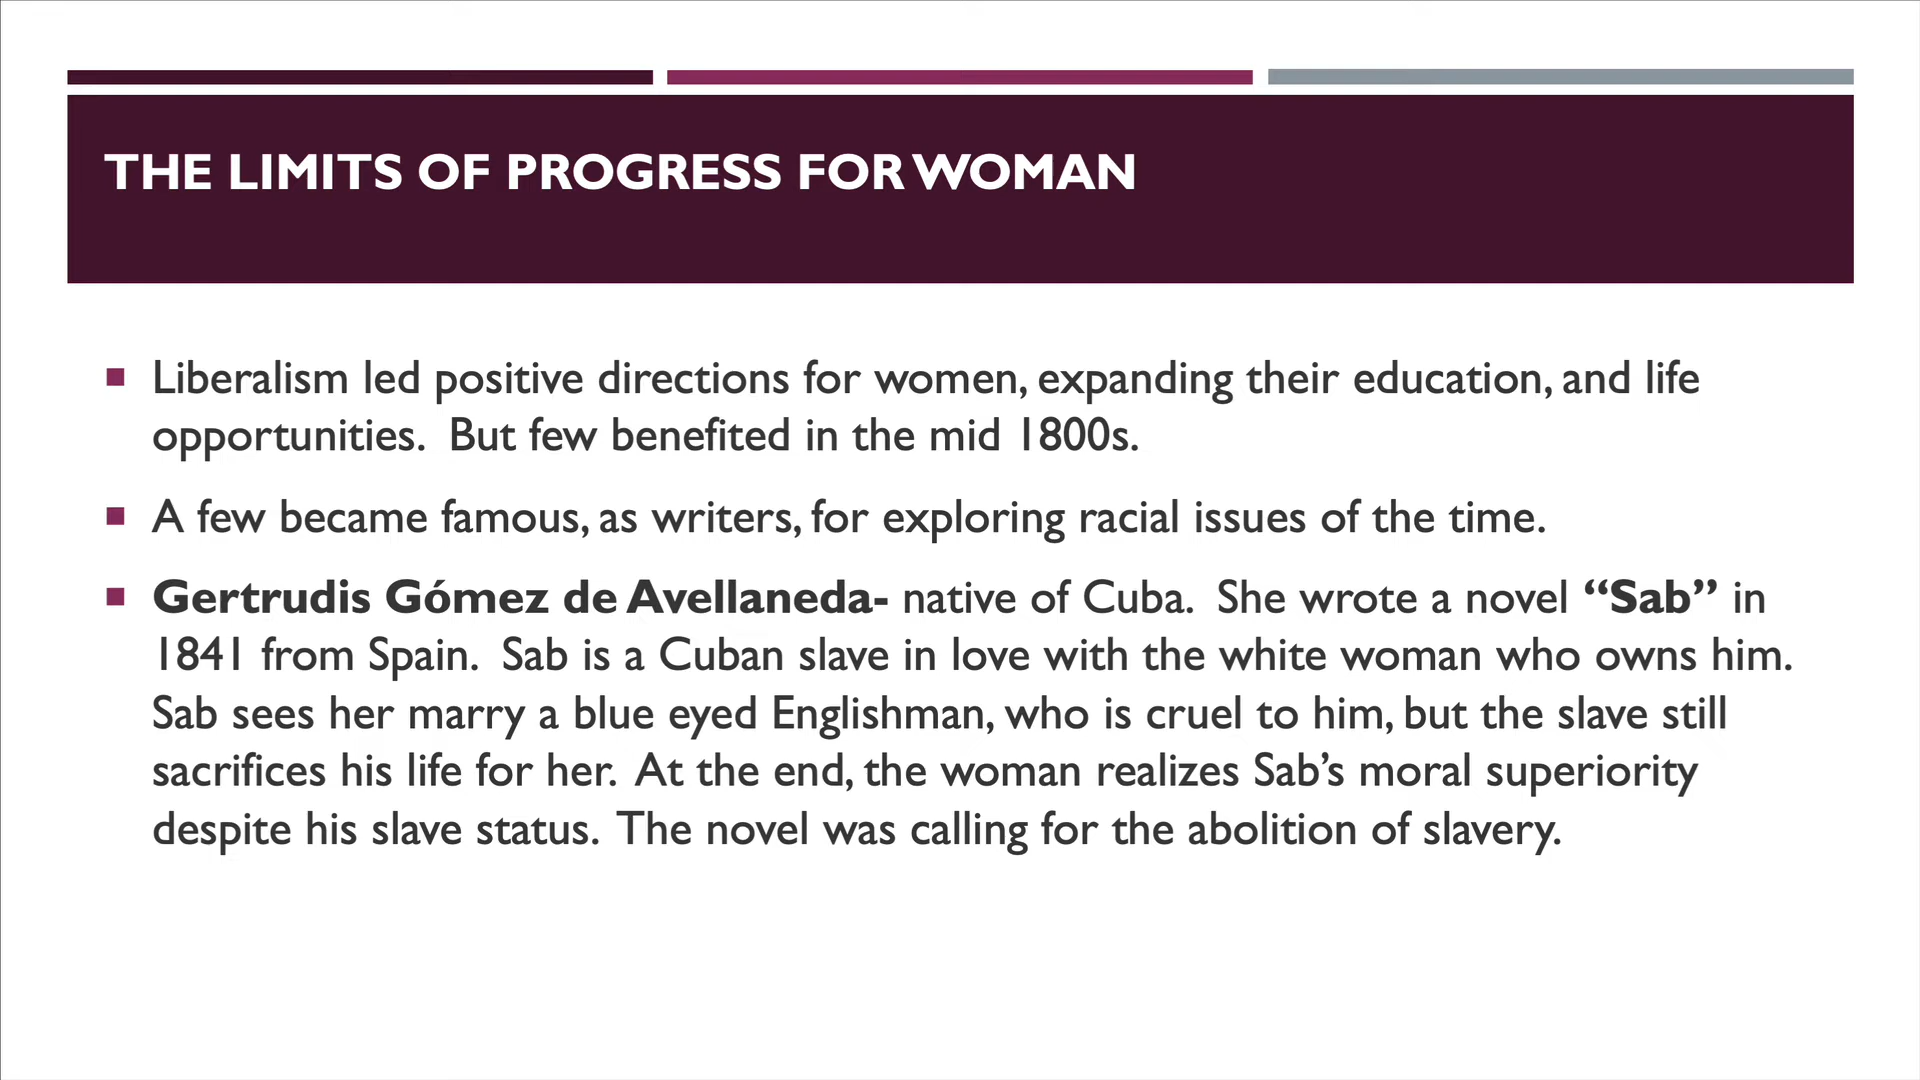 THE LIMITS OF PROGRESS FOR WOMAN
Liberalism led positive directions for women, expanding their education, and life
opportunities.  But few benefited in the mid 1800s.
A few became famous, as writers, for exploring racial issues of the time.
Gertrudis Gómez de Avellaneda- native of Cuba.  She wrote a novel “Sab” in
1841 from Spain.  Sab is a Cuban slave in love with the white woman who owns him.
Sab sees her marry a blue eyed Englishman, who is cruel to him, but the slave still
sacrifices his life for her.  At the end, the woman realizes Sab’s moral superiority
despite his slave status.  The novel was calling for the abolition of slavery.